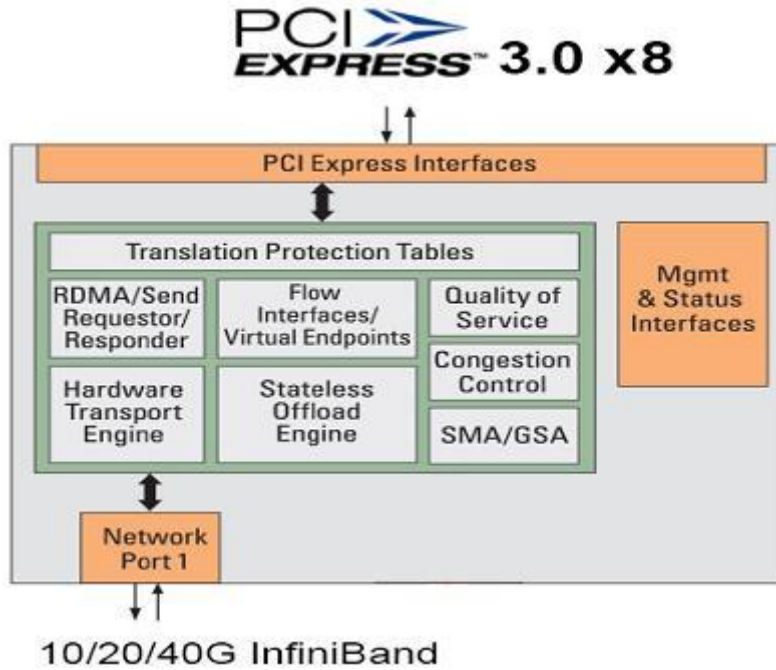 PCI
EXPRESS™ 3.0 x8
PCI Express Interfaces
Translation Protection Tables
RDMA/Send
Requestor/
Responder
Flow
Interfaces/
Virtual Endpoints
Quality of
Service
Mgmt
& Status
Interfaces
Congestion
Control
Hardware
Transport
Engine
Stateless
Offload
Engine
SMA/GSA
Network
Port 1
10/20/40G InfiniBand